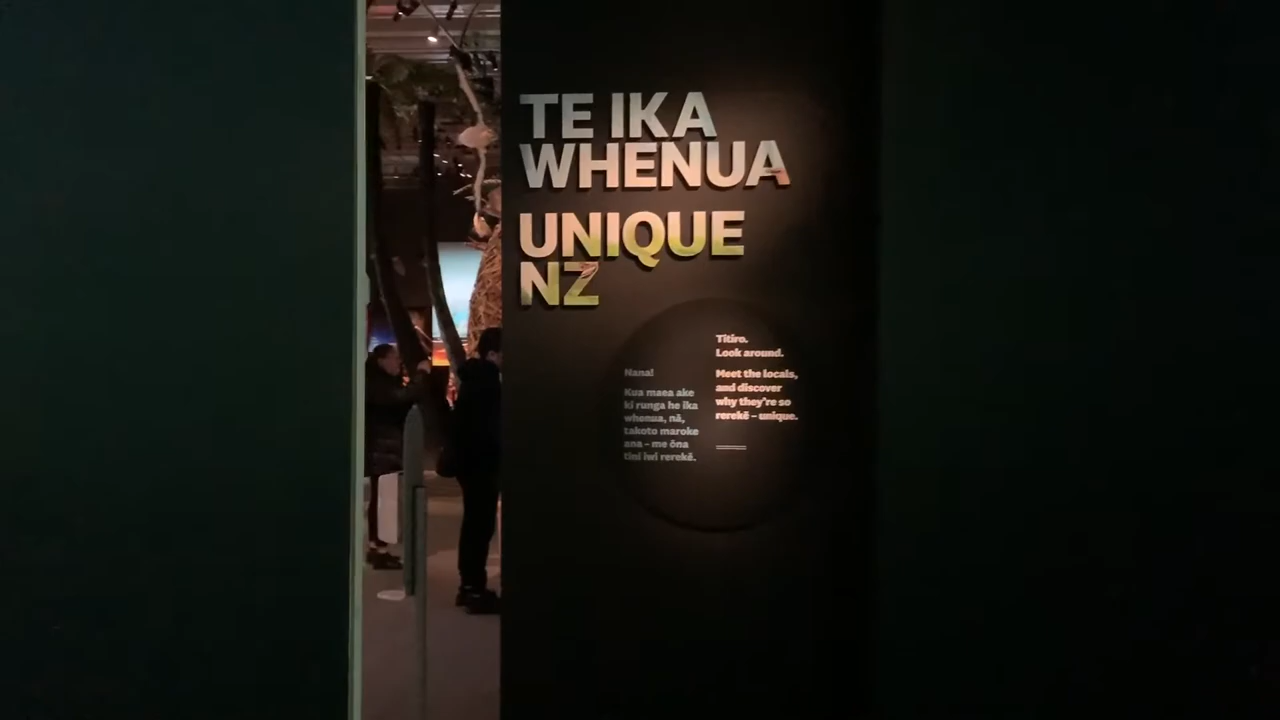 TE IKA
WHENUA
UNIQUE
NZ
Nana!
Kua maea ake
ki runga he ika
whenua, nā,
takoto maroke
ana – me ōna
tini iwi rerekē.
Titiro.
Look around.
Meet the locals,
and discover
why they're so
rerekē – unique.